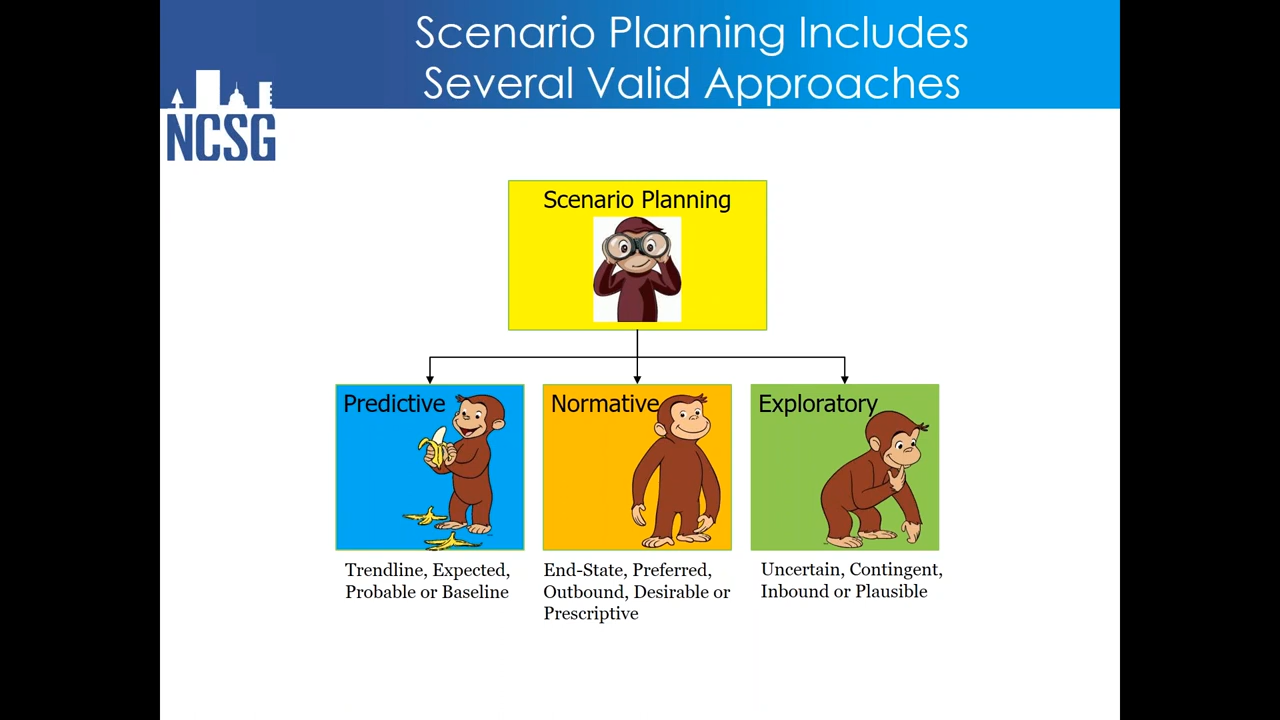 Scenario Planning Includes
Several Valid Approaches
NCSG
Scenario Planning
Predictive
Normative
Exploratory
Trendline, Expected,
Probable or Baseline
End-State, Preferred,
Outbound, Desirable or
Prescriptive
Uncertain, Contingent,
Inbound or Plausible